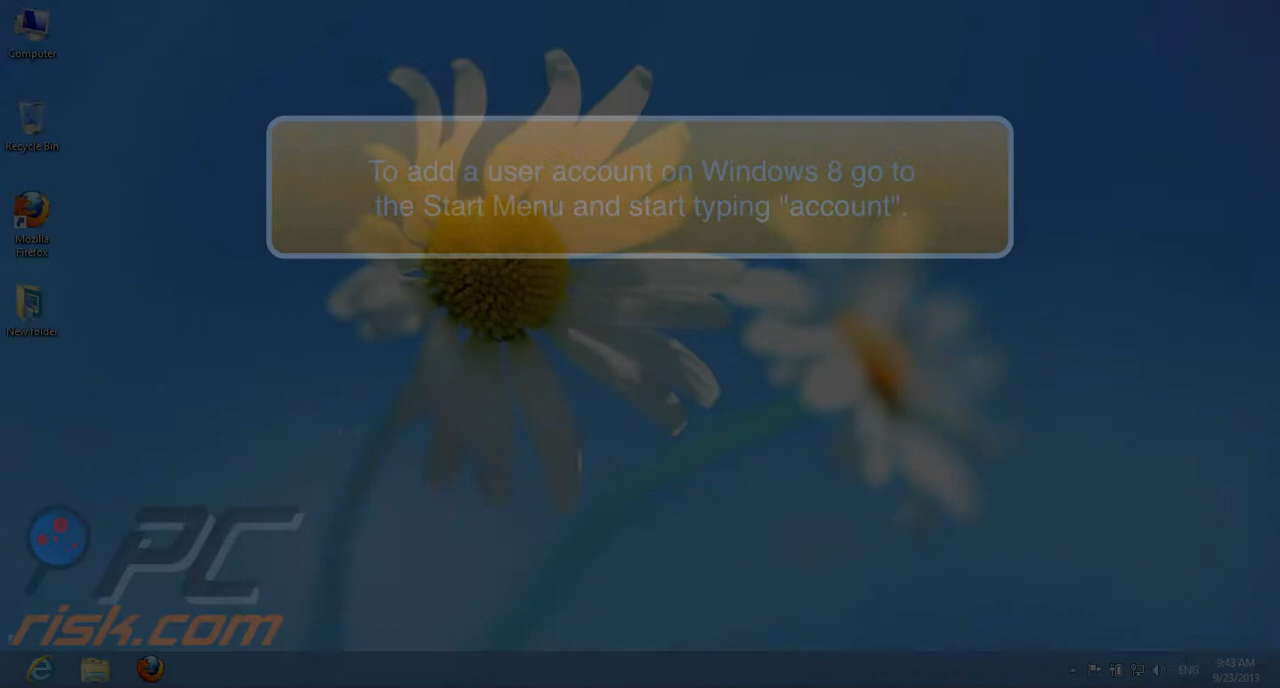 Computer
Recycle Bin
Mozilla
Firefox
New folder
To add a user account on Windows 8 go to
the Start Menu and start typing "account".
PC
risk.com
ENG
9:43 AM
9/23/2013